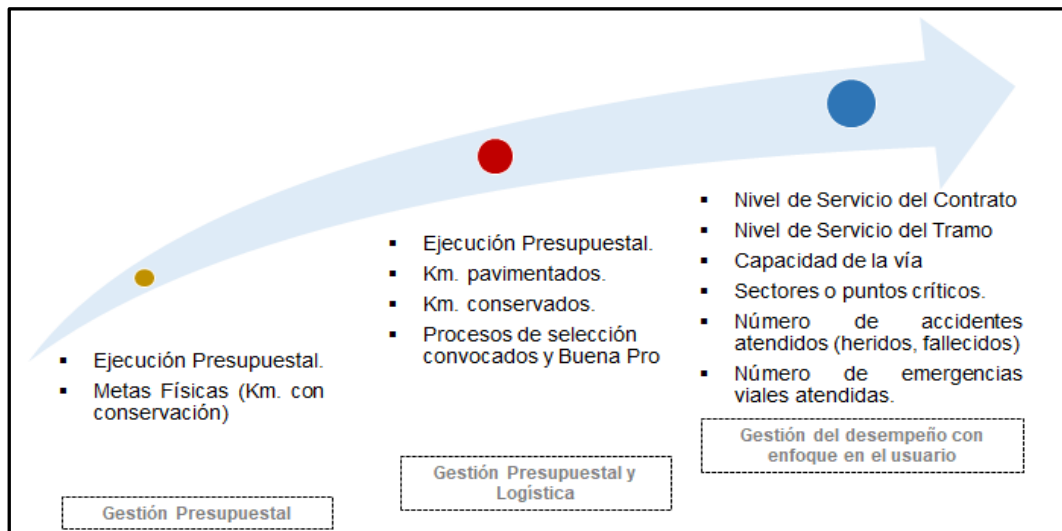 Ejecución Presupuestal.
Metas Físicas (Km. con
conservación)
Gestión Presupuestal
Ejecución Presupuestal.
Km. pavimentados.
Km. conservados.
Procesos de selección
convocados y Buena Pro
Gestión Presupuestal y
Logística
Nivel de Servicio del Contrato
Nivel de Servicio del Tramo
Capacidad de la vía
Sectores o puntos críticos.
Número de accidentes
atendidos (heridos, fallecidos)
Número de emergencias
viales atendidas.
Gestión del desempeño con
enfoque en el usuario